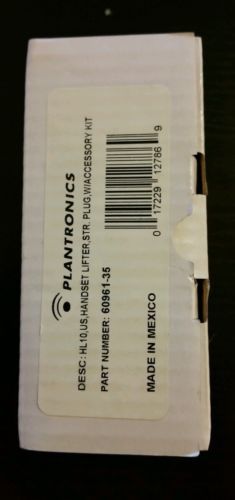 PLANTRONICS
DESC: HL10,US,HANDSET LIFTER,STR. PLUG,W/ACCESSORY KIT
PART NUMBER: 60961-35
0 17229 12786 9
MADE IN MEXICO